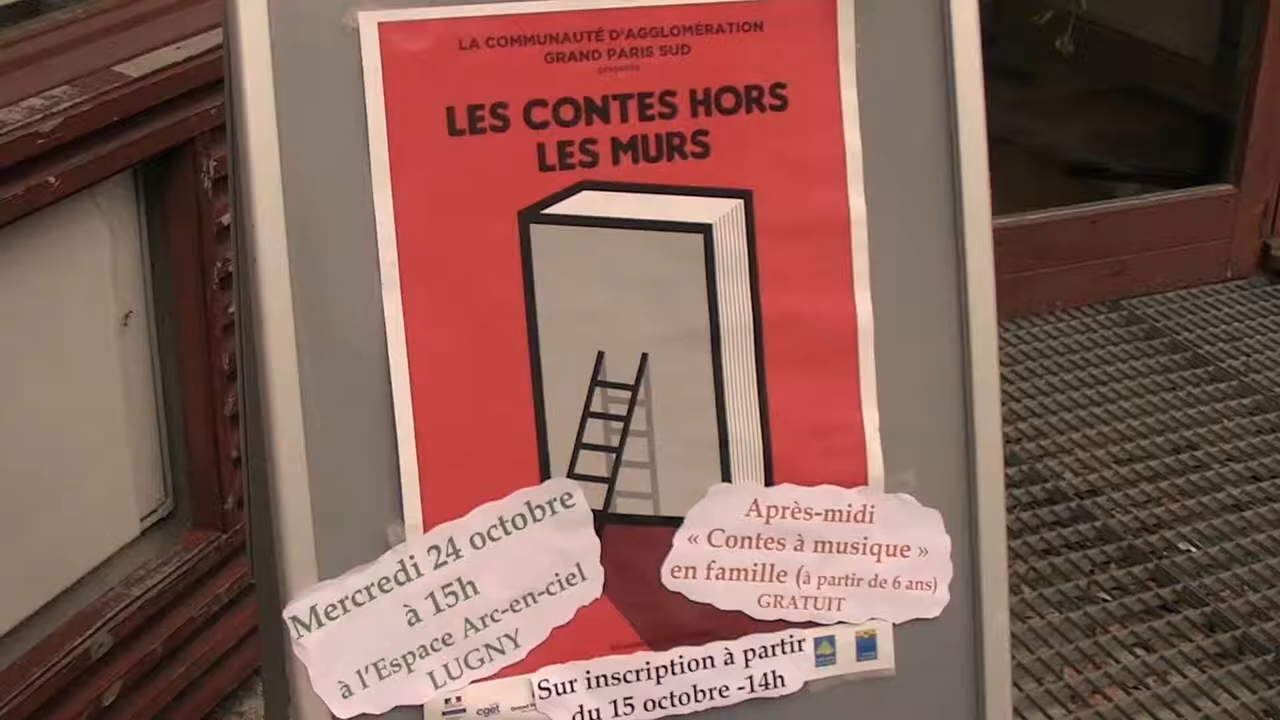 LA COMMUNAUTÉ D'AGGLOMÉRATION
GRAND PARIS SUD
LES CONTES HORS
LES MURS
Mercredi 24 octobre
à 15h
à l'Espace Arc-en-ciel
LUGNY
Après-midi
« Contes à musique »
en famille (à partir de 6 ans)
GRATUIT
Sur inscription à partir
du 15 octobre -14h
cget